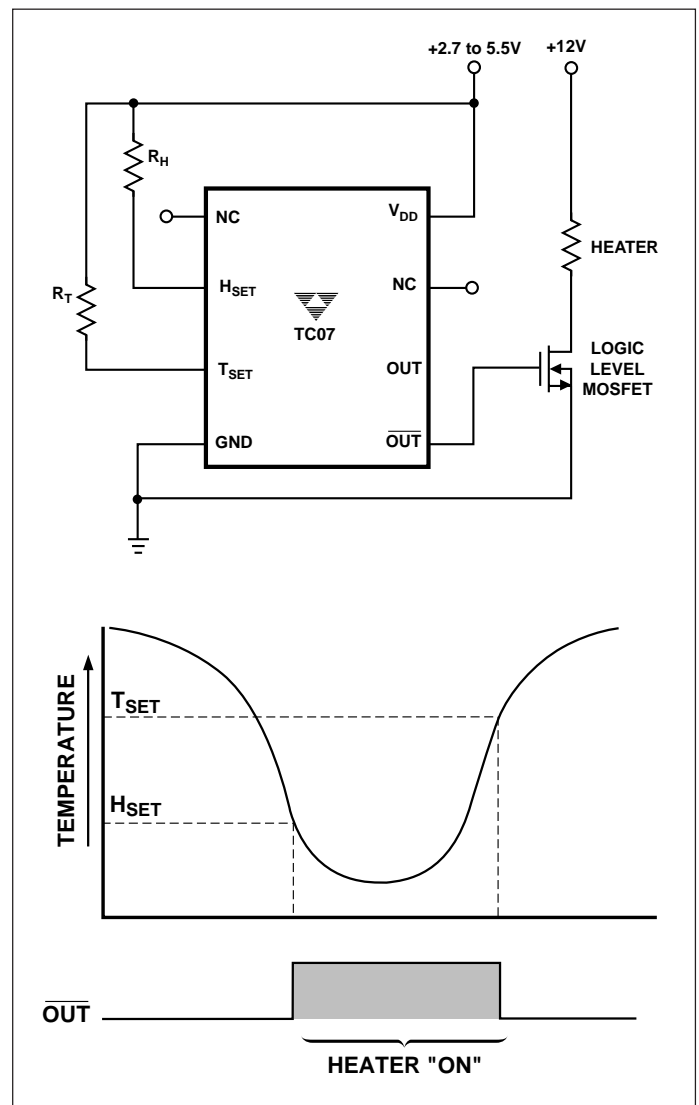 +2.7 to 5.5V
+12V
RH
NC
VDD
HEATER
RT
HSET
NC
TC07
TSET
OUT
LOGIC
LEVEL
MOSFET
GND
OUT
TEMPERATURE
TSET
HSET
OUT
HEATER "ON"